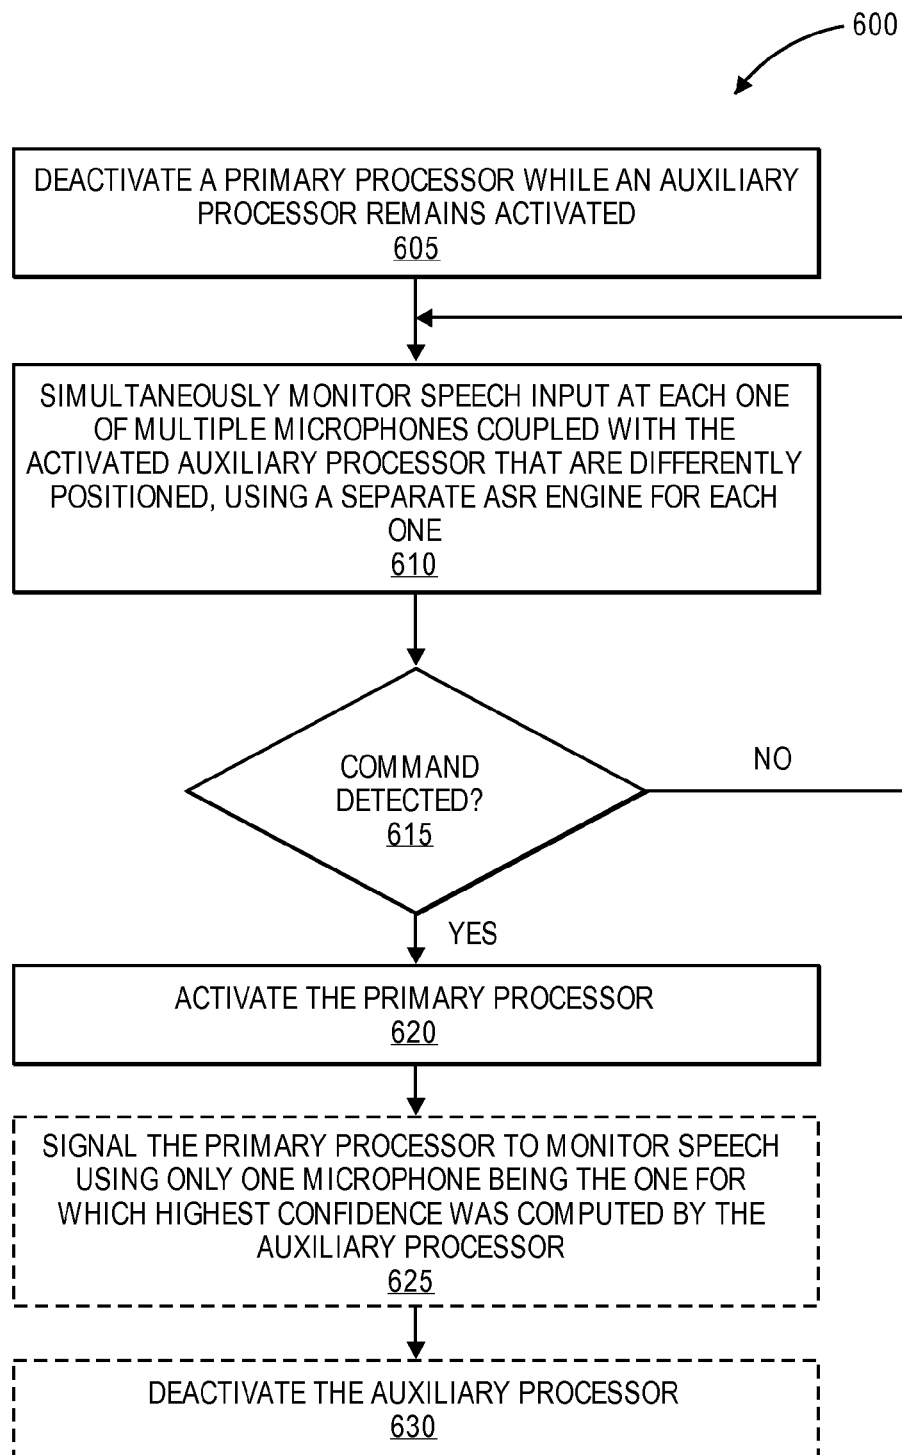 600
DEACTIVATE A PRIMARY PROCESSOR WHILE AN AUXILIARY
PROCESSOR REMAINS ACTIVATED
605
SIMULTANEOUSLY MONITOR SPEECH INPUT AT EACH ONE
OF MULTIPLE MICROPHONES COUPLED WITH THE
ACTIVATED AUXILIARY PROCESSOR THAT ARE DIFFERENTLY
POSITIONED, USING A SEPARATE ASR ENGINE FOR EACH
ONE
610
COMMAND
DETECTED?
615
NO
YES
ACTIVATE THE PRIMARY PROCESSOR
620
SIGNAL THE PRIMARY PROCESSOR TO MONITOR SPEECH
USING ONLY ONE MICROPHONE BEING THE ONE FOR
WHICH HIGHEST CONFIDENCE WAS COMPUTED BY THE
AUXILIARY PROCESSOR
625
DEACTIVATE THE AUXILIARY PROCESSOR
630